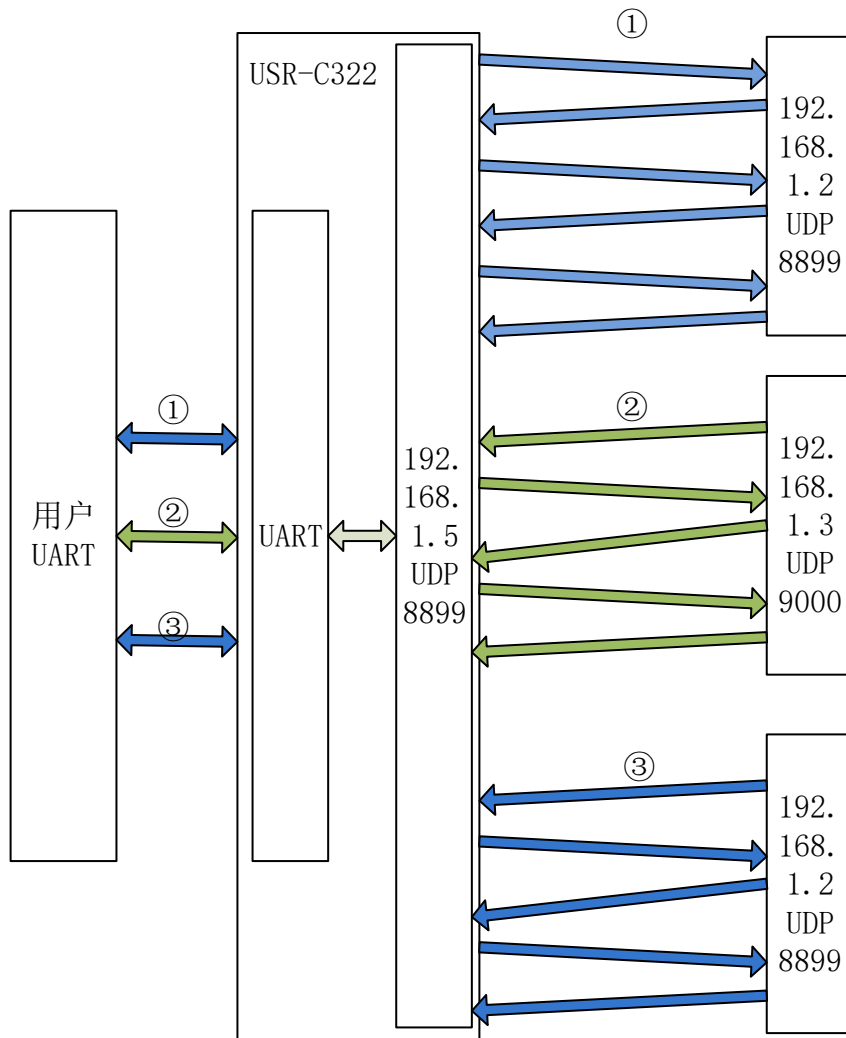 ①
USR-C322
192.
168.
1.2
UDP
8899
①
②
③
用户
UART
UART
192.
168.
1.5
UDP
8899
②
192.
168.
1.3
UDP
9000
③
192.
168.
1.2
UDP
8899